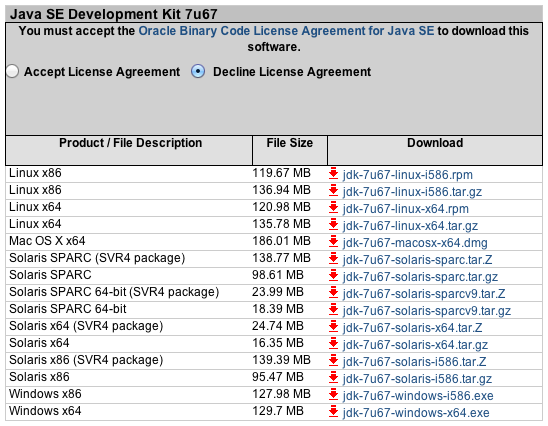 Java SE Development Kit 7u67
You must accept the Oracle Binary Code License Agreement for Java SE to download this
software.
Accept License Agreement Decline License Agreement
Product / File Description File Size Download
Linux x86 119.67 MB jdk-7u67-linux-i586.rpm
Linux x86 136.94 MB jdk-7u67-linux-i586.tar.gz
Linux x64 120.98 MB jdk-7u67-linux-x64.rpm
Linux x64 135.78 MB jdk-7u67-linux-x64.tar.gz
Mac OS X x64 186.01 MB jdk-7u67-macosx-x64.dmg
Solaris SPARC (SVR4 package) 138.77 MB jdk-7u67-solaris-sparc.tar.Z
Solaris SPARC 98.61 MB jdk-7u67-solaris-sparc.tar.gz
Solaris SPARC 64-bit (SVR4 package) 23.99 MB jdk-7u67-solaris-sparcv9.tar.Z
Solaris SPARC 64-bit 18.39 MB jdk-7u67-solaris-sparcv9.tar.gz
Solaris x64 (SVR4 package) 24.74 MB jdk-7u67-solaris-x64.tar.Z
Solaris x64 16.35 MB jdk-7u67-solaris-x64.tar.gz
Solaris x86 (SVR4 package) 139.39 MB jdk-7u67-solaris-i586.tar.Z
Solaris x86 95.47 MB jdk-7u67-solaris-i586.tar.gz
Windows x86 127.98 MB jdk-7u67-windows-i586.exe
Windows x64 129.7 MB jdk-7u67-windows-x64.exe